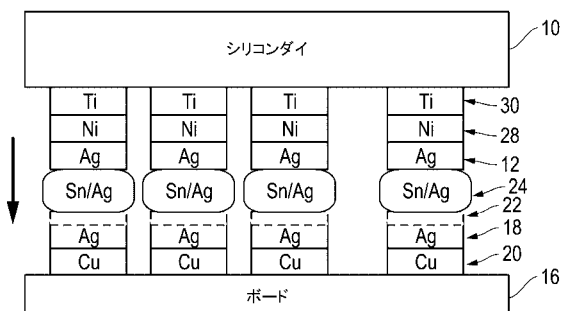 シリコンダイ 10
Ti Ti Ti Ti 30
Ni Ni Ni Ni 28
Ag Ag Ag Ag 12
Sn/Ag Sn/Ag Sn/Ag Sn/Ag 24
22
Ag Ag Ag Ag 18
Cu Cu Cu Cu 20
ボード 16